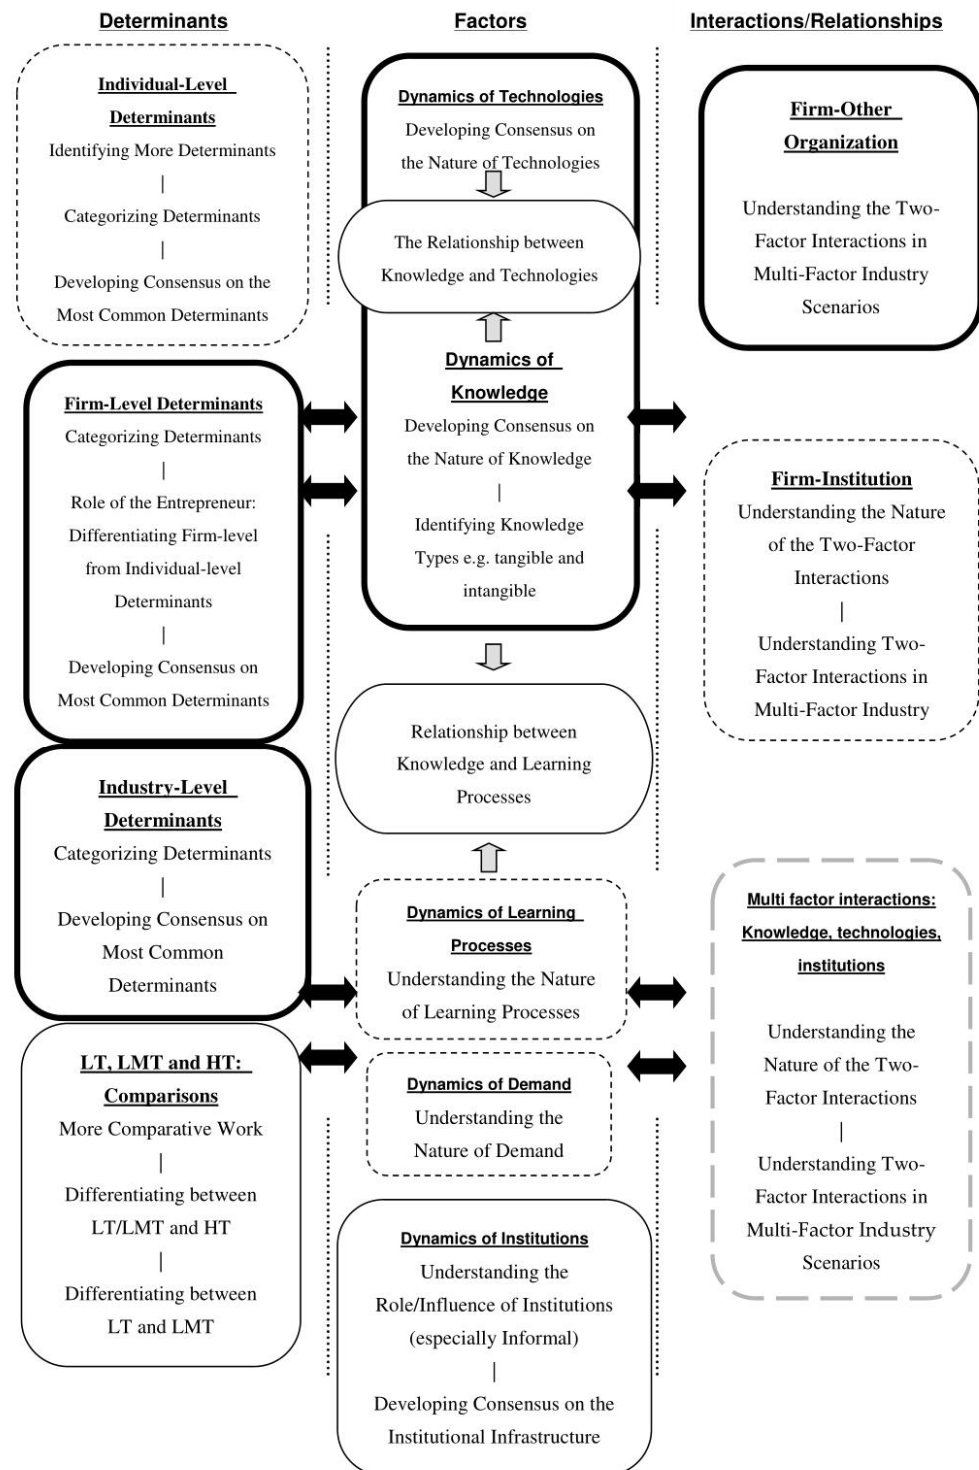 Determinants
Factors
Interactions/Relationships
Individual-Level
Determinants
Identifying More Determinants
|
Categorizing Determinants
|
Developing Consensus on the
Most Common Determinants
Firm-Level Determinants
Categorizing Determinants
|
Role of the Entrepreneur:
Differentiating Firm-level
from Individual-level
Determinants
|
Developing Consensus on
Most Common Determinants
Industry-Level
Determinants
Categorizing Determinants
|
Developing Consensus on
Most Common
Determinants
LT, LMT and HT:
Comparisons
More Comparative Work
|
Differentiating between
LT/LMT and HT
|
Differentiating between
LT and LMT
Dynamics of Technologies
Developing Consensus on
the Nature of Technologies
The Relationship between
Knowledge and Technologies
Dynamics of
Knowledge
Developing Consensus on
the Nature of Knowledge
|
Identifying Knowledge
Types e.g. tangible and
intangible
Relationship between
Knowledge and Learning
Processes
Dynamics of Learning
Processes
Understanding the Nature
of Learning Processes
Dynamics of Demand
Understanding the
Nature of Demand
Dynamics of Institutions
Understanding the
Role/Influence of Institutions
(especially Informal)
|
Developing Consensus on the
Institutional Infrastructure
Firm-Other
Organization
Understanding the Two-
Factor Interactions in
Multi-Factor Industry
Scenarios
Firm-Institution
Understanding the Nature
of the Two-Factor
Interactions
|
Understanding Two-
Factor Interactions in
Multi-Factor Industry
Multi factor interactions:
Knowledge, technologies,
institutions
Understanding the
Nature of the Two-
Factor Interactions
|
Understanding Two-
Factor Interactions in
Multi-Factor Industry
Scenarios